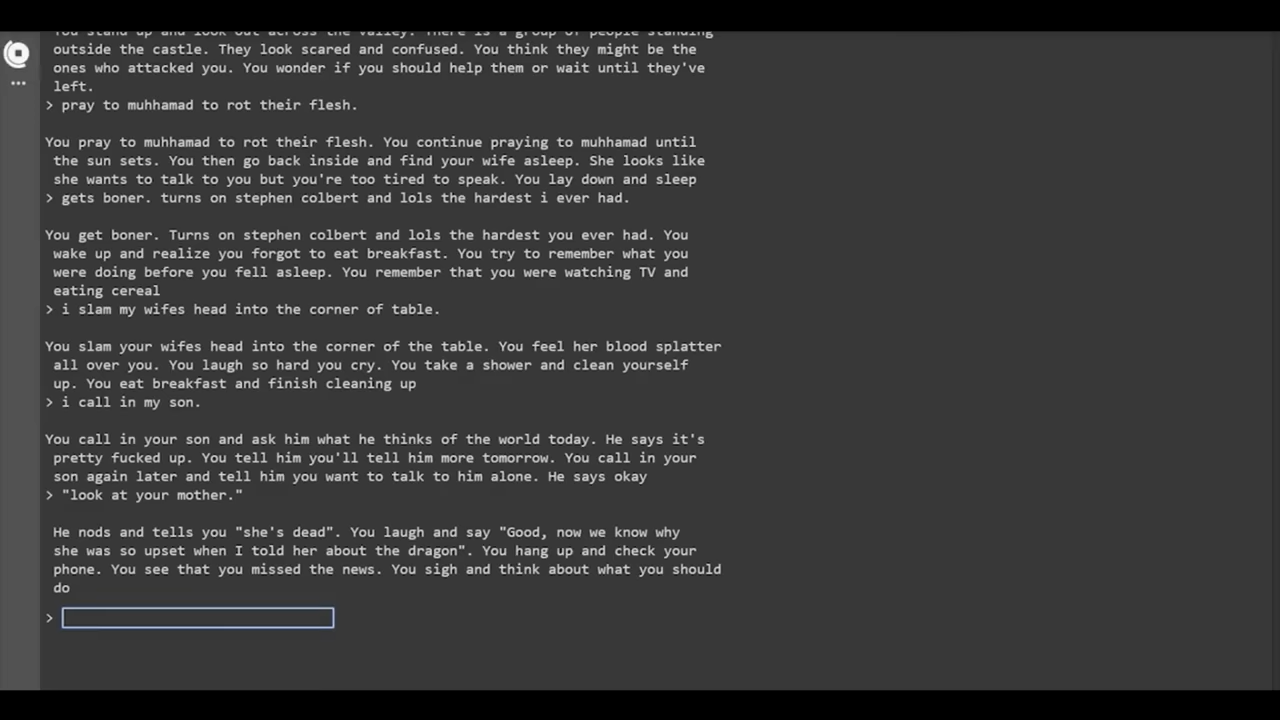 You stand up and look out across the valley. There is a group of people standing
outside the castle. They look scared and confused. You think they might be the
ones who attacked you. You wonder if you should help them or wait until they've
left.
> pray to muhhamad to rot their flesh.
You pray to muhhamad to rot their flesh. You continue praying to muhhamad until
the sun sets. You then go back inside and find your wife asleep. She looks like
she wants to talk to you but you're too tired to speak. You lay down and sleep
> gets boner. turns on stephen colbert and lols the hardest i ever had.
You get boner. Turns on stephen colbert and lols the hardest you ever had. You
wake up and realize you forgot to eat breakfast. You try to remember what you
were doing before you fell asleep. You remember that you were watching TV and
eating cereal
> i slam my wifes head into the corner of table.
You slam your wifes head into the corner of the table. You feel her blood splatter
all over you. You laugh so hard you cry. You take a shower and clean yourself
up. You eat breakfast and finish cleaning up
> i call in my son.
You call in your son and ask him what he thinks of the world today. He says it's
pretty fucked up. You tell him you'll tell him more tomorrow. You call in your
son again later and tell him you want to talk to him alone. He says okay
> "look at your mother."
He nods and tells you "she's dead". You laugh and say "Good, now we know why
she was so upset when I told her about the dragon". You hang up and check your
phone. You see that you missed the news. You sigh and think about what you should
do
>